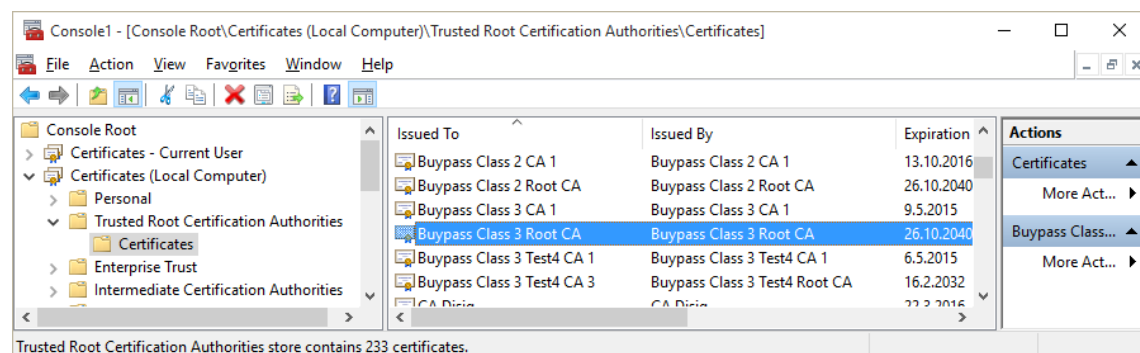 Console1 - [Console Root\Certificates (Local Computer)\Trusted Root Certification Authorities\Certificates]
File Action View Favorites Window Help
Console Root
Certificates - Current User
Certificates (Local Computer)
Personal
Trusted Root Certification Authorities
Certificates
Enterprise Trust
Intermediate Certification Authorities
Issued To Issued By Expiration
Buypass Class 2 CA 1 Buypass Class 2 CA 1 13.10.2016
Buypass Class 2 Root CA Buypass Class 2 Root CA 26.10.2040
Buypass Class 3 CA 1 Buypass Class 3 CA 1 9.5.2015
Buypass Class 3 Root CA Buypass Class 3 Root CA 26.10.2040
Buypass Class 3 Test4 CA 1 Buypass Class 3 Test4 CA 1 6.5.2015
Buypass Class 3 Test4 CA 3 Buypass Class 3 Test4 Root CA 16.2.2032
CA Disig CA Disig 22.3.2016
Actions
Certificates
More Act...
Buypass Class...
More Act...
Trusted Root Certification Authorities store contains 233 certificates.